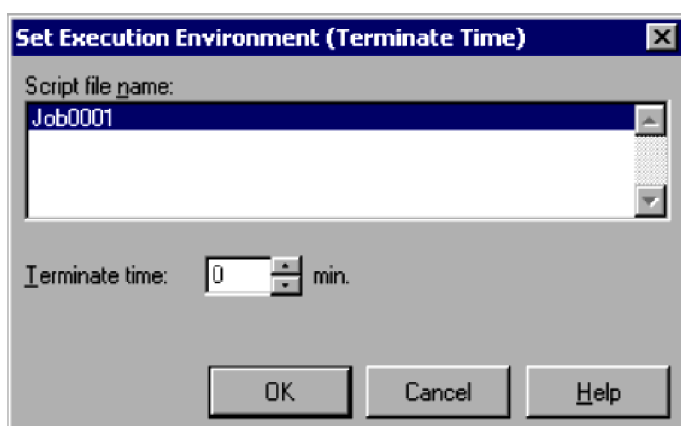 Set Execution Environment (Terminate Time)
Script file name:
Job0001
Terminate time: 0 min.
OK Cancel Help